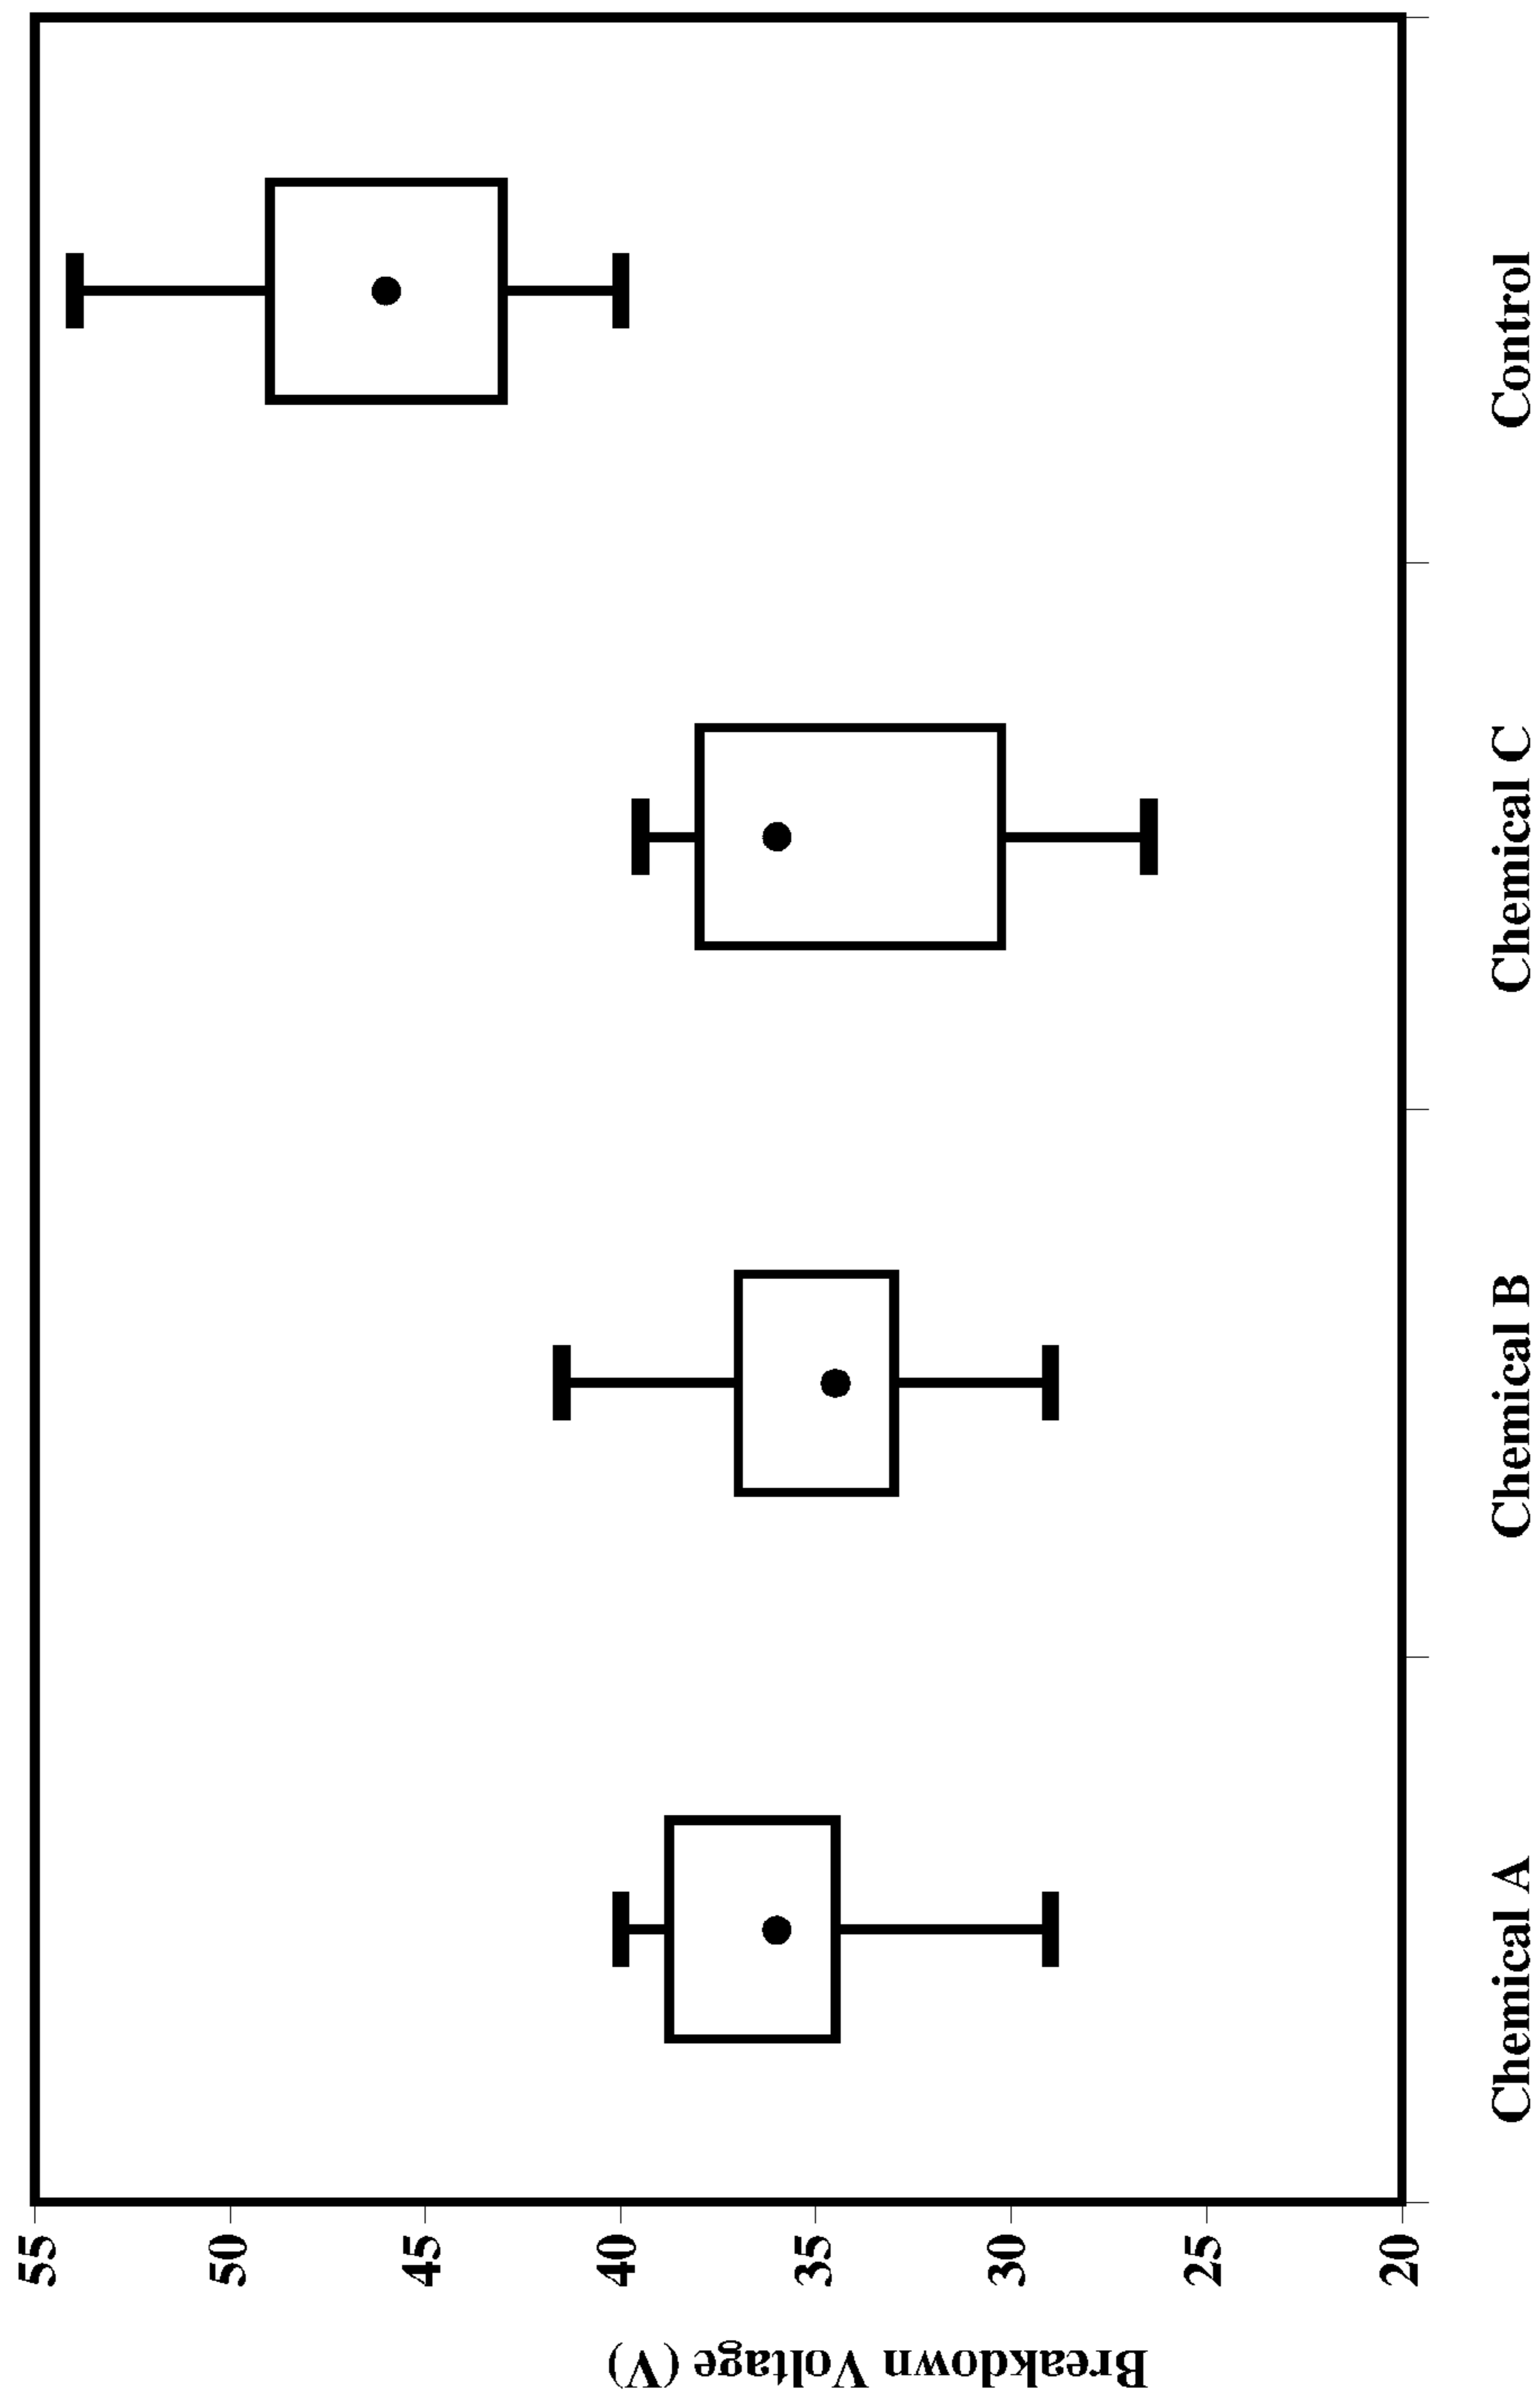 Breakdown Voltage (V)
55
50
45
40
35
30
25
20
Chemical A
Chemical B
Chemical C
Control